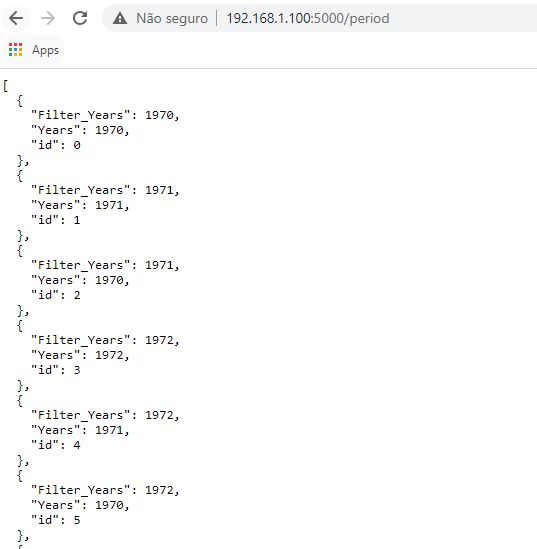 Não seguro | 192.168.1.100:5000/period
Apps
[
  {
    "Filter_Years": 1970,
    "Years": 1970,
    "id": 0
  },
  {
    "Filter_Years": 1971,
    "Years": 1971,
    "id": 1
  },
  {
    "Filter_Years": 1971,
    "Years": 1970,
    "id": 2
  },
  {
    "Filter_Years": 1972,
    "Years": 1972,
    "id": 3
  },
  {
    "Filter_Years": 1972,
    "Years": 1971,
    "id": 4
  },
  {
    "Filter_Years": 1972,
    "Years": 1970,
    "id": 5
  },
  {